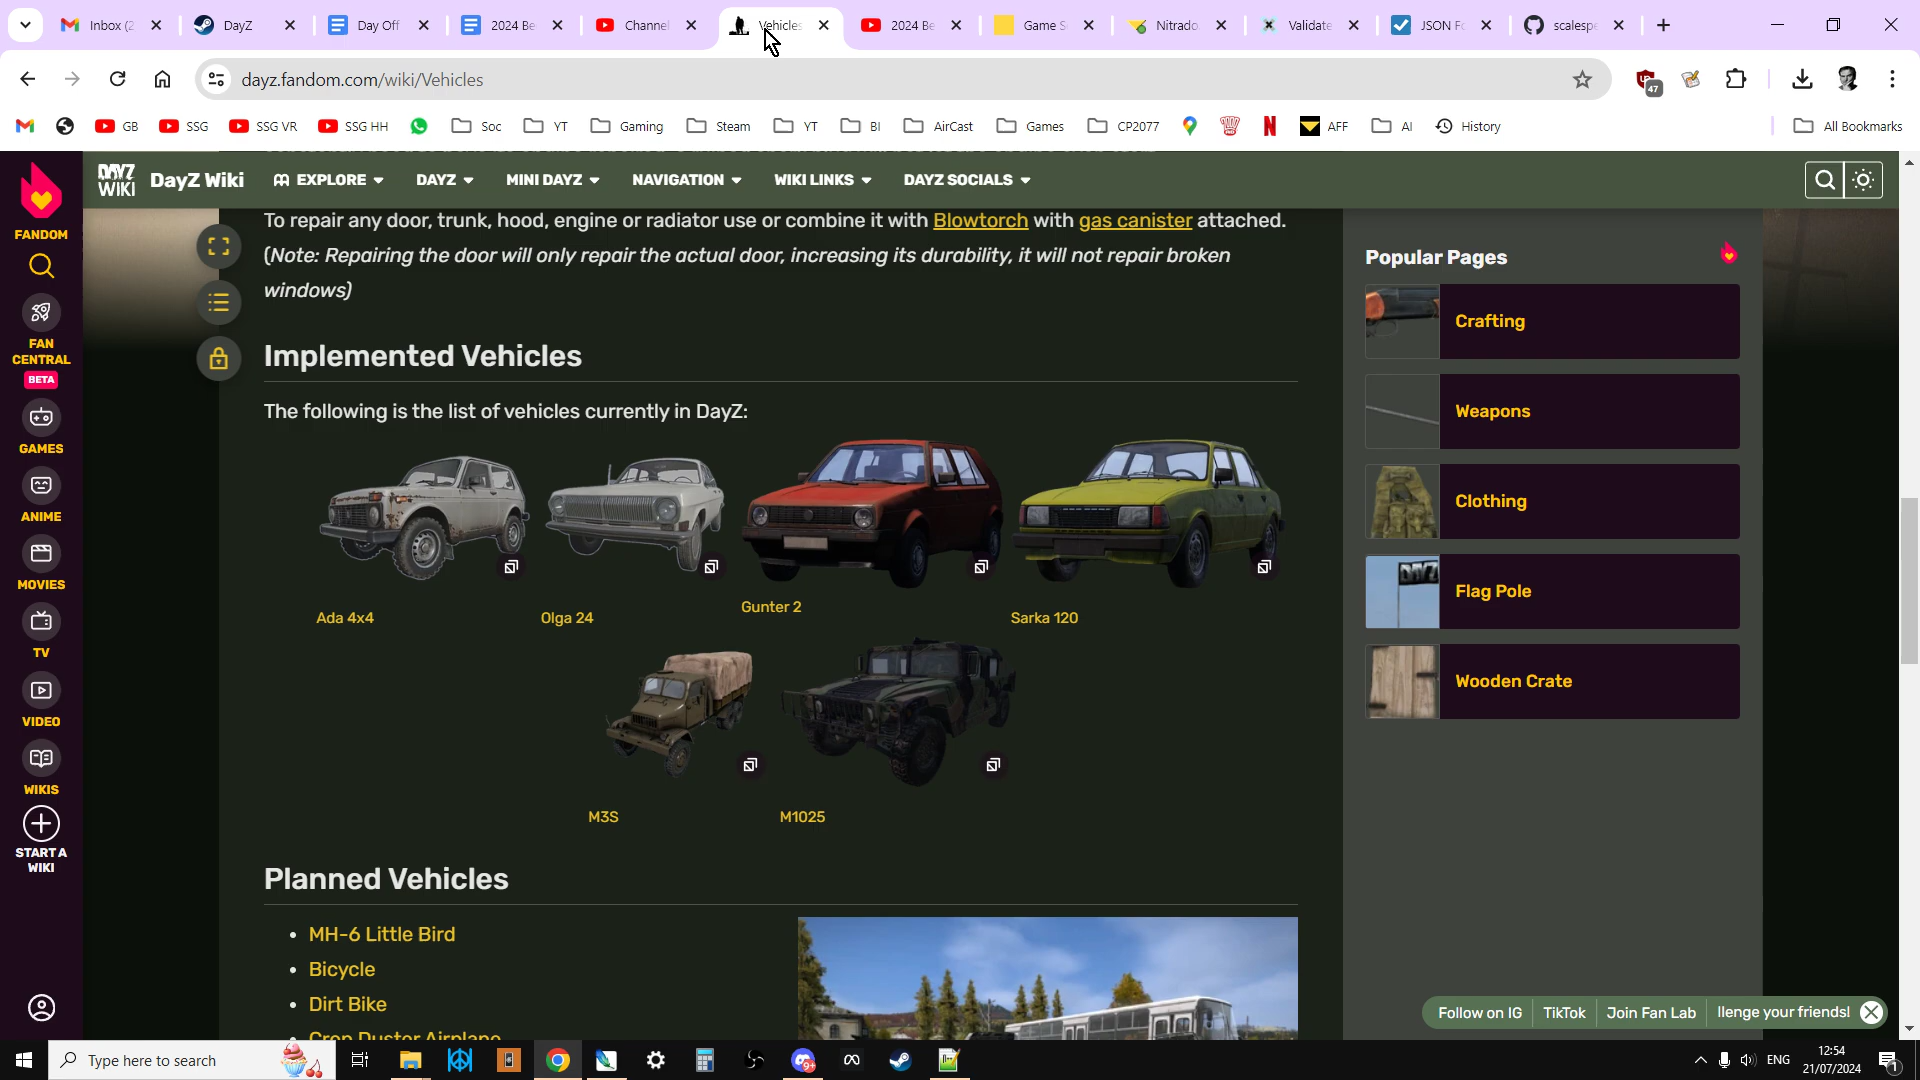 Inbox (2
DayZ
Day Off
2024 Be
Channel
Vehicles
2024 Be
Game S
Nitrado
Validate
JSON Fo
scalespe
dayz.fandom.com/wiki/Vehicles
47
GB
SSG
SSG VR
SSG HH
Soc
YT
Gaming
Steam
YT
BI
AirCast
Games
CP2077
AFF
AI
History
All Bookmarks
DAYZ WIKI
DayZ Wiki
EXPLORE
DAYZ
MINI DAYZ
NAVIGATION
WIKI LINKS
DAYZ SOCIALS
FANDOM
FAN
CENTRAL
BETA
GAMES
ANIME
MOVIES
TV
VIDEO
WIKIS
START A
WIKI
To repair any door, trunk, hood, engine or radiator use or combine it with Blowtorch with gas canister attached.
(Note: Repairing the door will only repair the actual door, increasing its durability, it will not repair broken
windows)
Implemented Vehicles
The following is the list of vehicles currently in DayZ:
Ada 4x4
Olga 24
Gunter 2
Sarka 120
M3S
M1025
Planned Vehicles
• MH-6 Little Bird
• Bicycle
• Dirt Bike
• Crop Duster Airplane
Popular Pages
Crafting
Weapons
Clothing
DAYZ
Flag Pole
Wooden Crate
Follow on IG
TikTok
Join Fan Lab
llenge your friends!
Type here to search
9+
ENG
12:54
21/07/2024
1